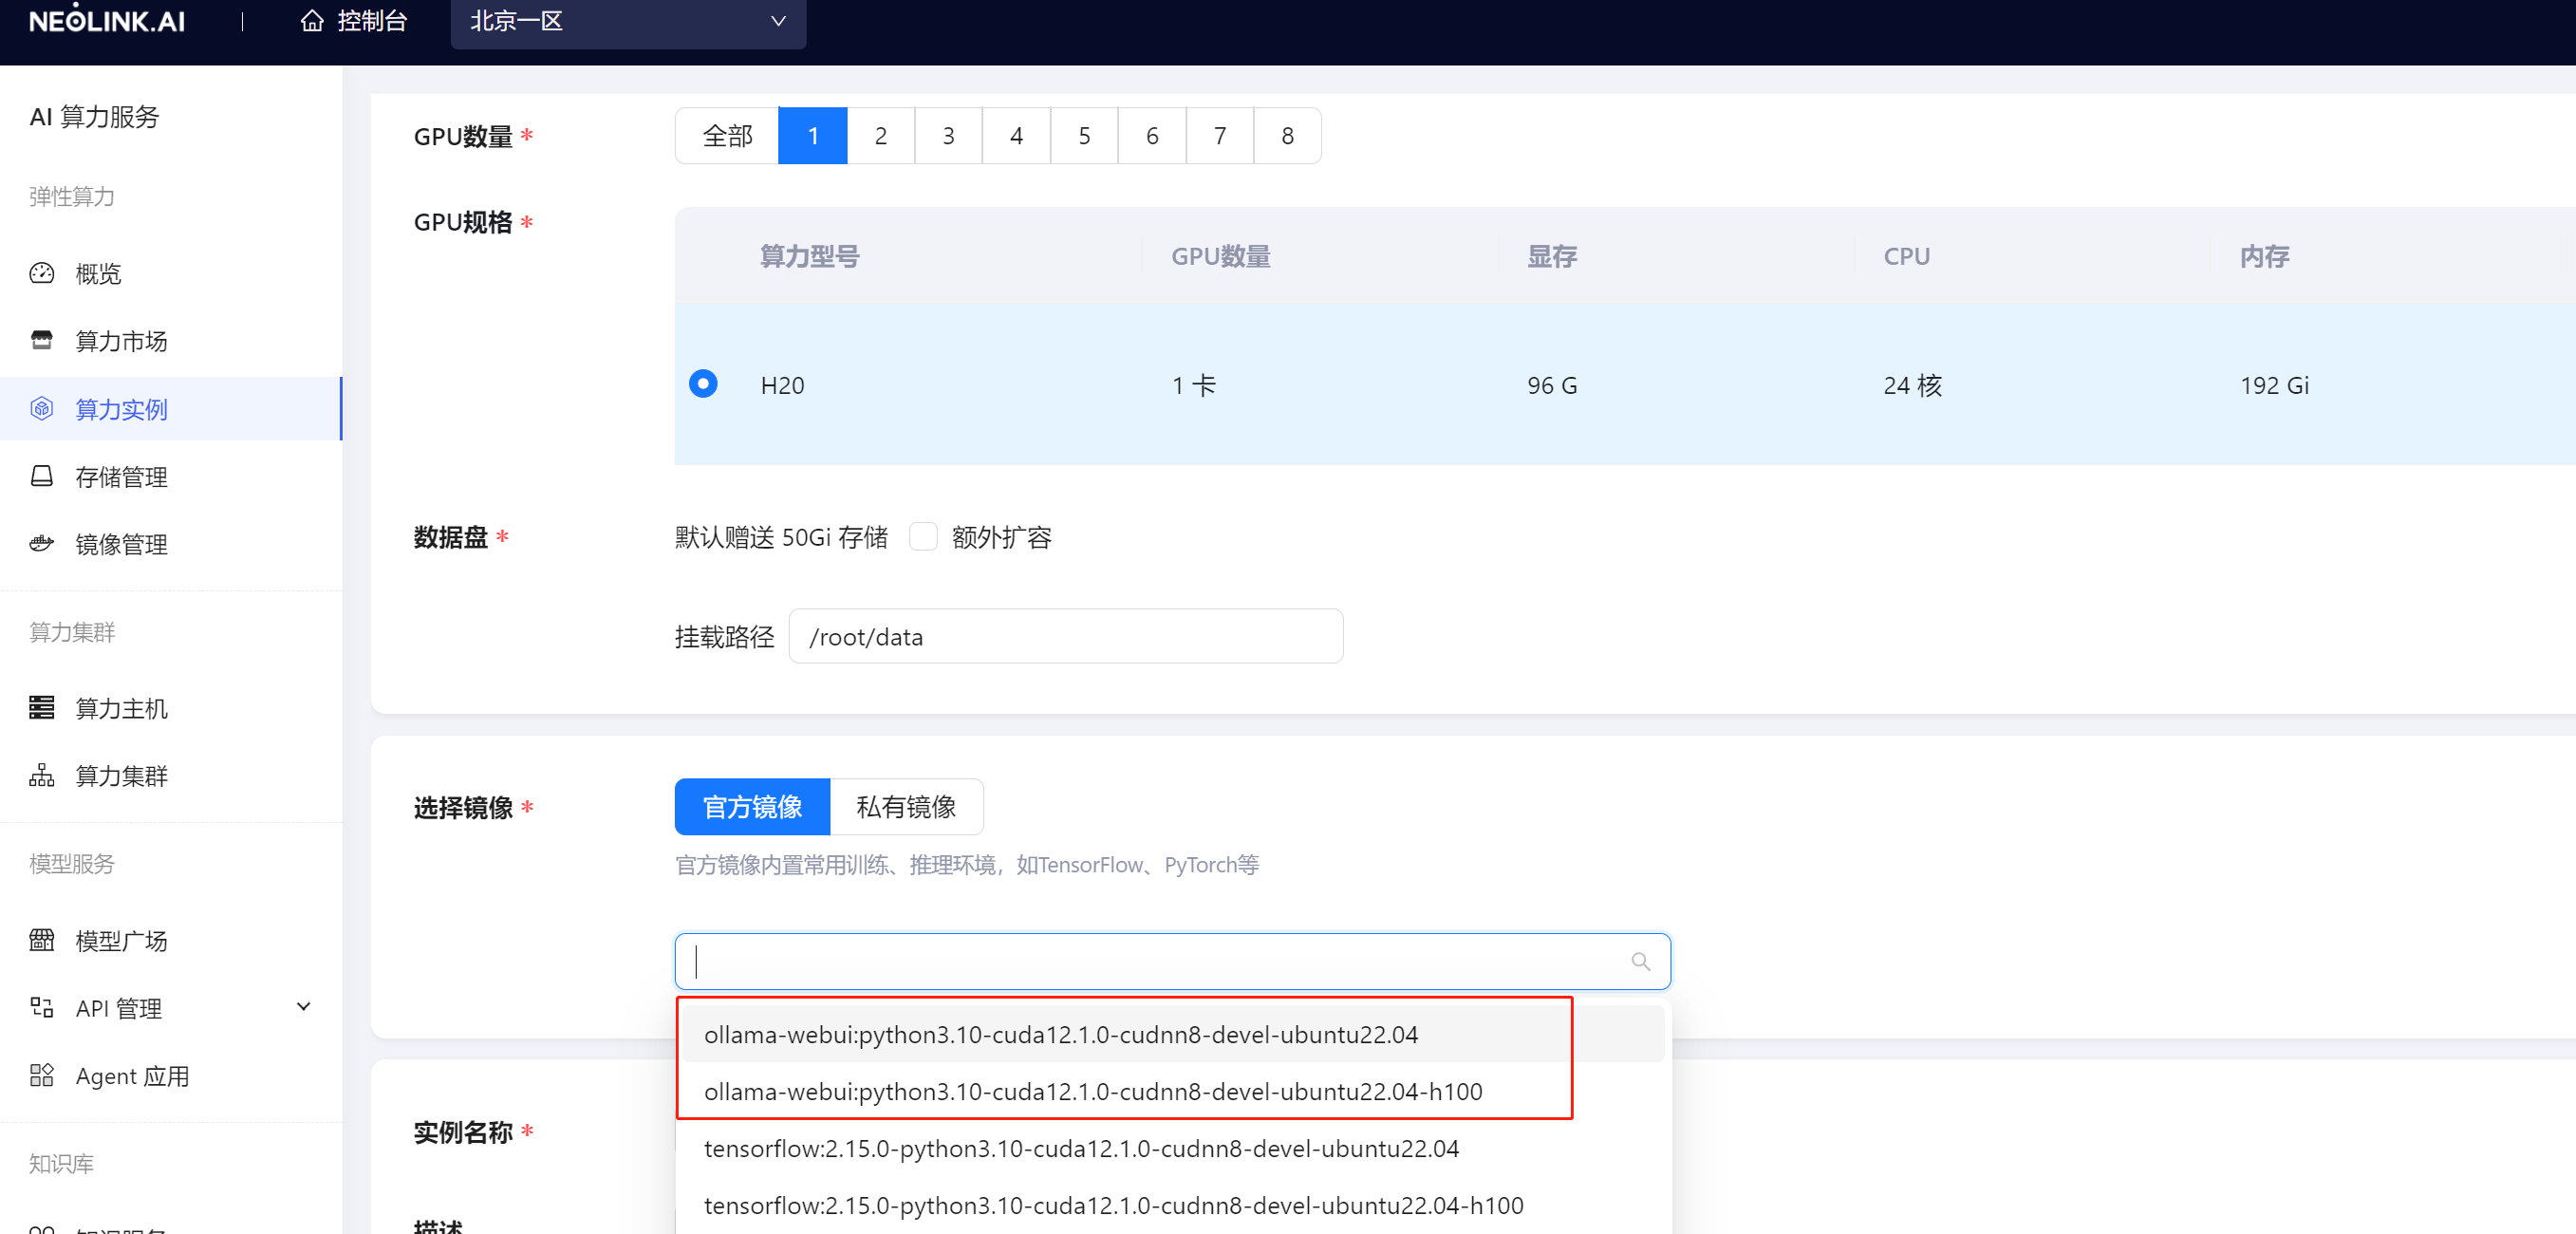 NEOLINK.AI
控制台
北京一区
AI 算力服务
弹性算力
概览
算力市场
算力实例
存储管理
镜像管理
算力集群
算力主机
算力集群
模型服务
模型广场
API 管理
Agent 应用
知识库
GPU数量 *
全部 1 2 3 4 5 6 7 8
GPU规格 *
算力型号 GPU数量 显存 CPU 内存
H20 1 卡 96 G 24 核 192 Gi
数据盘 *
默认赠送 50Gi 存储 额外扩容
挂载路径 /root/data
选择镜像 *
官方镜像 私有镜像
官方镜像内置常用训练、推理环境，如TensorFlow、PyTorch等
ollama-webui:python3.10-cuda12.1.0-cudnn8-devel-ubuntu22.04
ollama-webui:python3.10-cuda12.1.0-cudnn8-devel-ubuntu22.04-h100
tensorflow:2.15.0-python3.10-cuda12.1.0-cudnn8-devel-ubuntu22.04
tensorflow:2.15.0-python3.10-cuda12.1.0-cudnn8-devel-ubuntu22.04-h100
实例名称 *
描述